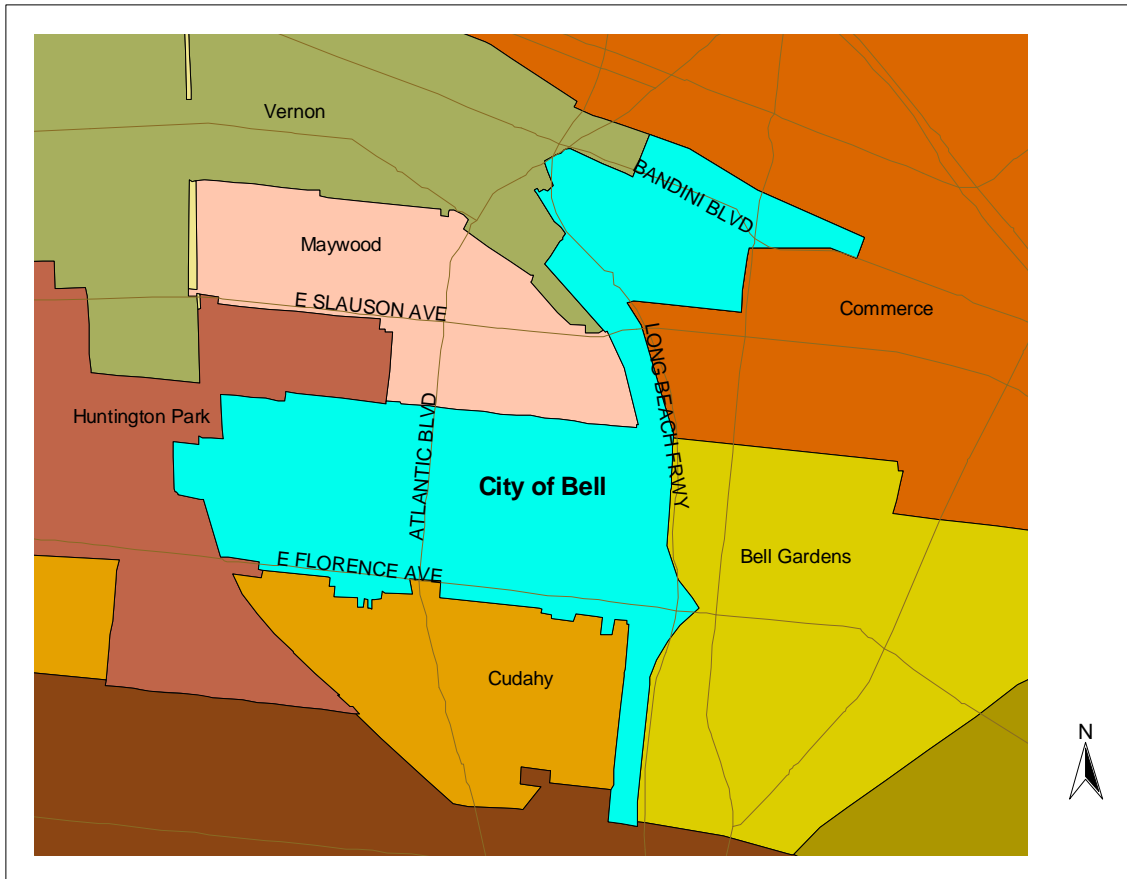 Vernon
BANDINI BLVD
Maywood
E SLAUSON AVE
Commerce
LONG BEACH FRWY
Huntington Park
ATLANTIC BLVD
City of Bell
E FLORENCE AVE
Bell Gardens
Cudahy
N